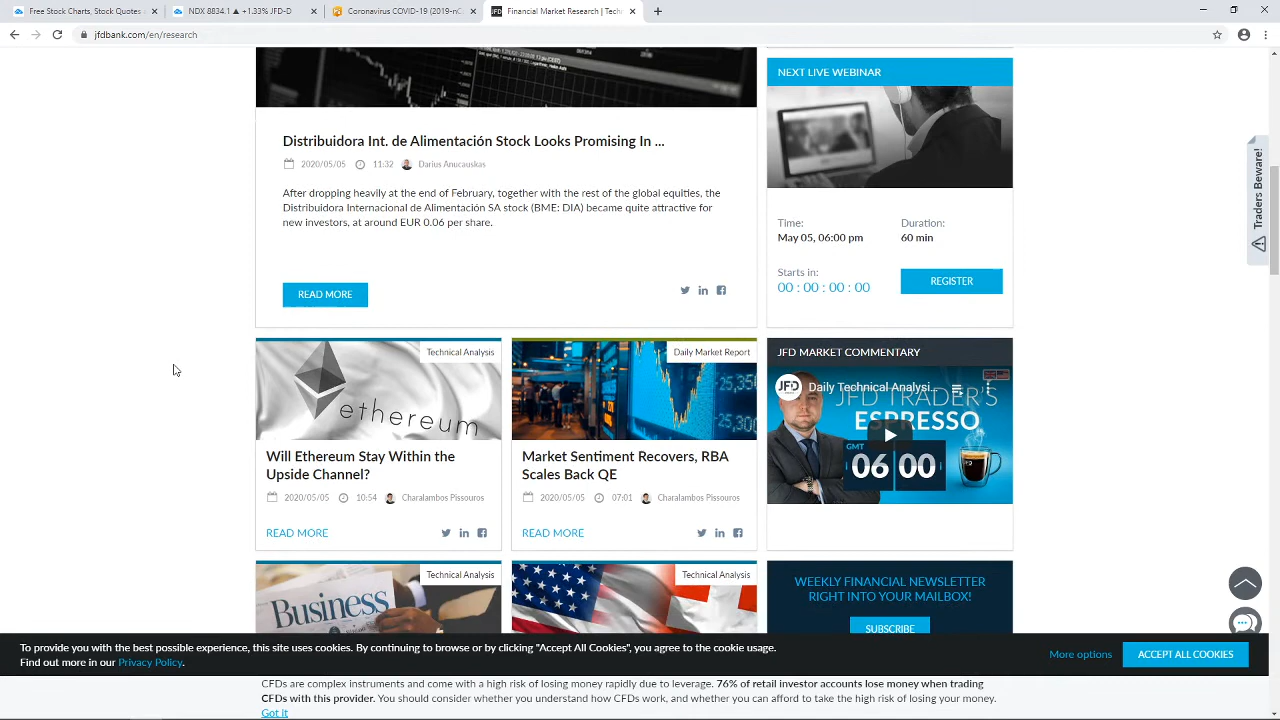 Free Stock Charts, Stock Quotes
NDX 8834.1 ▲ +1.33% JFD-D
Coronavirus COVID-19 (2019-nC
Financial Research | Tech
jfdbank.com/en/research
Distribuidora Int. de Alimentación Stock Looks Promising In ...
2020/05/05 11:32 Darius Anucauskas
After dropping heavily at the end of February, together with the rest of the global equities, the
Distribuidora Internacional de Alimentación SA stock (BME: DIA) became quite attractive for
new investors, at around EUR 0.06 per share.
READ MORE
NEXT LIVE WEBINAR
Time:
May 05, 06:00 pm
Duration:
60 min
Starts in:
00 : 00 : 00 : 00
REGISTER
Traders Beware!
Technical Analysis
ethereum
Will Ethereum Stay Within the
Upside Channel?
2020/05/05 10:54 Charalambos Pissouros
READ MORE
Daily Market Report
25,35
25,300
Market Sentiment Recovers, RBA
Scales Back QE
2020/05/05 07:01 Charalambos Pissouros
READ MORE
JFD MARKET COMMENTARY
JFD
Daily Technical Analysi...
JFD TRADER'S
ESPRESSO
GMT
06 00
Technical Analysis
Business
Technical Analysis
WEEKLY FINANCIAL NEWSLETTER
RIGHT INTO YOUR MAILBOX!
SUBSCRIBE
To provide you with the best possible experience, this site uses cookies. By continuing to browse or by clicking "Accept All Cookies", you agree to the cookie usage.
Find out more in our Privacy Policy.
More options
ACCEPT ALL COOKIES
CFDs are complex instruments and come with a high risk of losing money rapidly due to leverage. 76% of retail investor accounts lose money when trading
CFDs with this provider. You should consider whether you understand how CFDs work, and whether you can afford to take the high risk of losing your money.
Got it